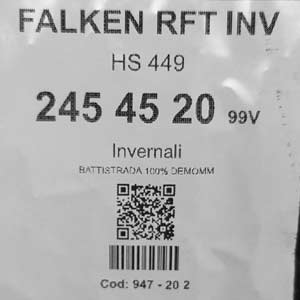 FALKEN RFT INV
HS 449
245 45 20 99V
Invernali
BATTISTRADA 100% DEMOMM
Cod: 947 - 20 2